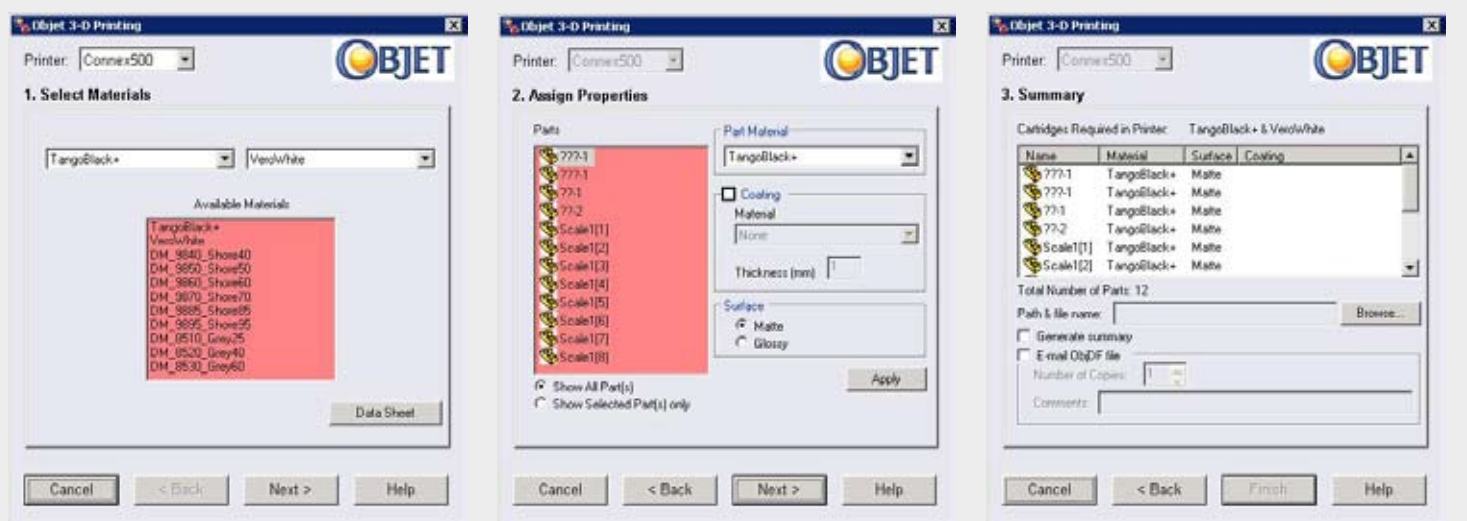 Objet 3-D Printing
Printer: Connex500
OBJET
1. Select Materials
TangoBlack+ VeroWhite
Available Materials
TangoBlack+
VeroWhite
DM_9840_Shore40
DM_9850_Shore50
DM_9860_Shore60
DM_9870_Shore70
DM_9885_Shore85
DM_9895_Shore95
DM_8510_Grey25
DM_8520_Grey40
DM_8530_Grey60
Data Sheet
Cancel < Back Next > Help
Objet 3-D Printing
Printer: Connex500
OBJET
2. Assign Properties
Parts
???-1
???-1
??-1
??-2
Scale1[1]
Scale1[2]
Scale1[3]
Scale1[4]
Scale1[5]
Scale1[6]
Scale1[7]
Scale1[8]
Show All Part(s)
Show Selected Part(s) only
Part Material
TangoBlack+
Coating
Material
None
Thickness (mm) 1
Surface
Matte
Glossy
Apply
Cancel < Back Next > Help
Objet 3-D Printing
Printer: Connex500
OBJET
3. Summary
Cartridges Required in Printer: TangoBlack+ & VeroWhite
Name Material Surface Coating
???-1 TangoBlack+ Matte
???-1 TangoBlack+ Matte
??-1 TangoBlack+ Matte
??-2 TangoBlack+ Matte
Scale1[1] TangoBlack+ Matte
Scale1[2] TangoBlack+ Matte
Total Number of Parts: 12
Path & file name: Browse...
Generate summary
E-mail ObjDF file
Number of Copies: 1
Comments:
Cancel < Back Finish Help